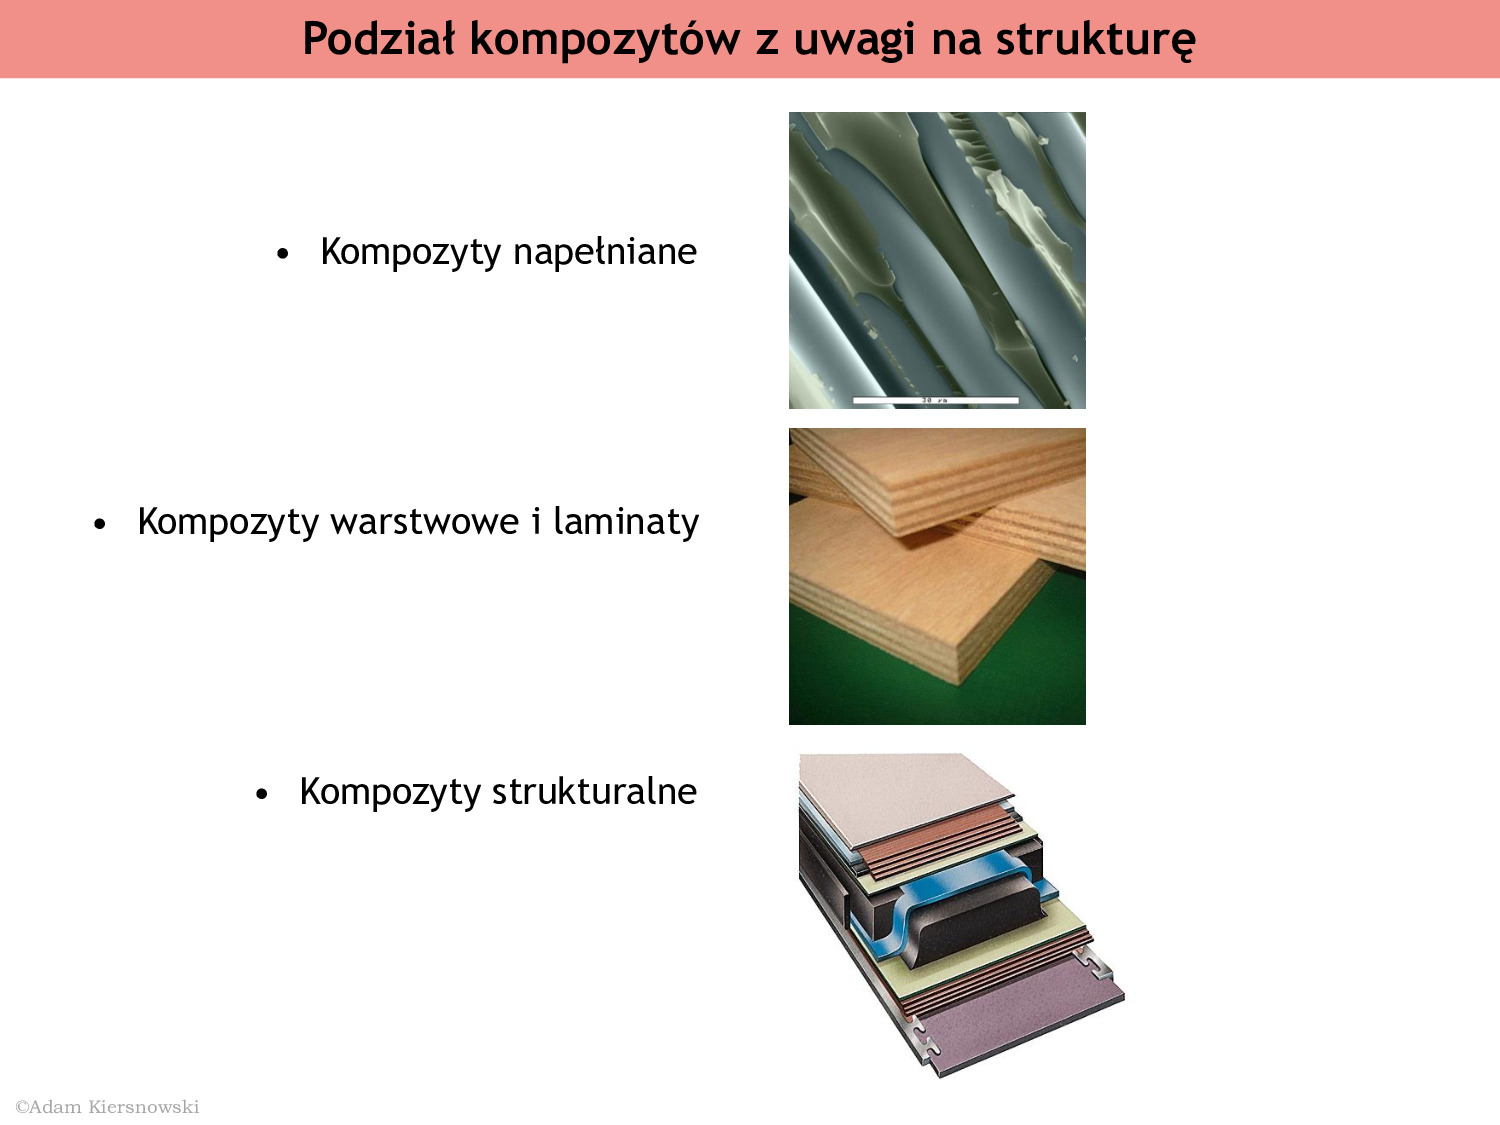 Podział kompozytów z uwagi na strukturę
• Kompozyty napełniane
30 µm
• Kompozyty warstwowe i laminaty
• Kompozyty strukturalne
©Adam Kiersnowski